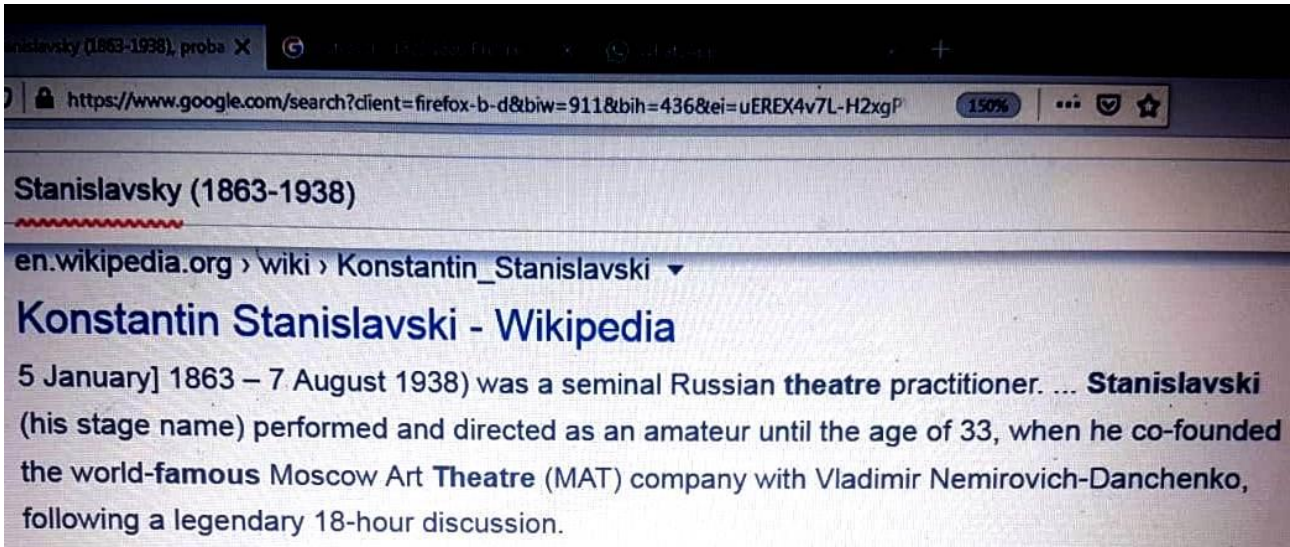 nislavsky (1863-1938), proba
https://www.google.com/search?client=firefox-b-d&biw=911&bih=436&ei=uEREX4v7L-H2xgP
150%
Stanislavsky (1863-1938)
en.wikipedia.org › wiki › Konstantin_Stanislavski
Konstantin Stanislavski - Wikipedia
5 January] 1863 – 7 August 1938) was a seminal Russian theatre practitioner. ... Stanislavski
(his stage name) performed and directed as an amateur until the age of 33, when he co-founded
the world-famous Moscow Art Theatre (MAT) company with Vladimir Nemirovich-Danchenko,
following a legendary 18-hour discussion.